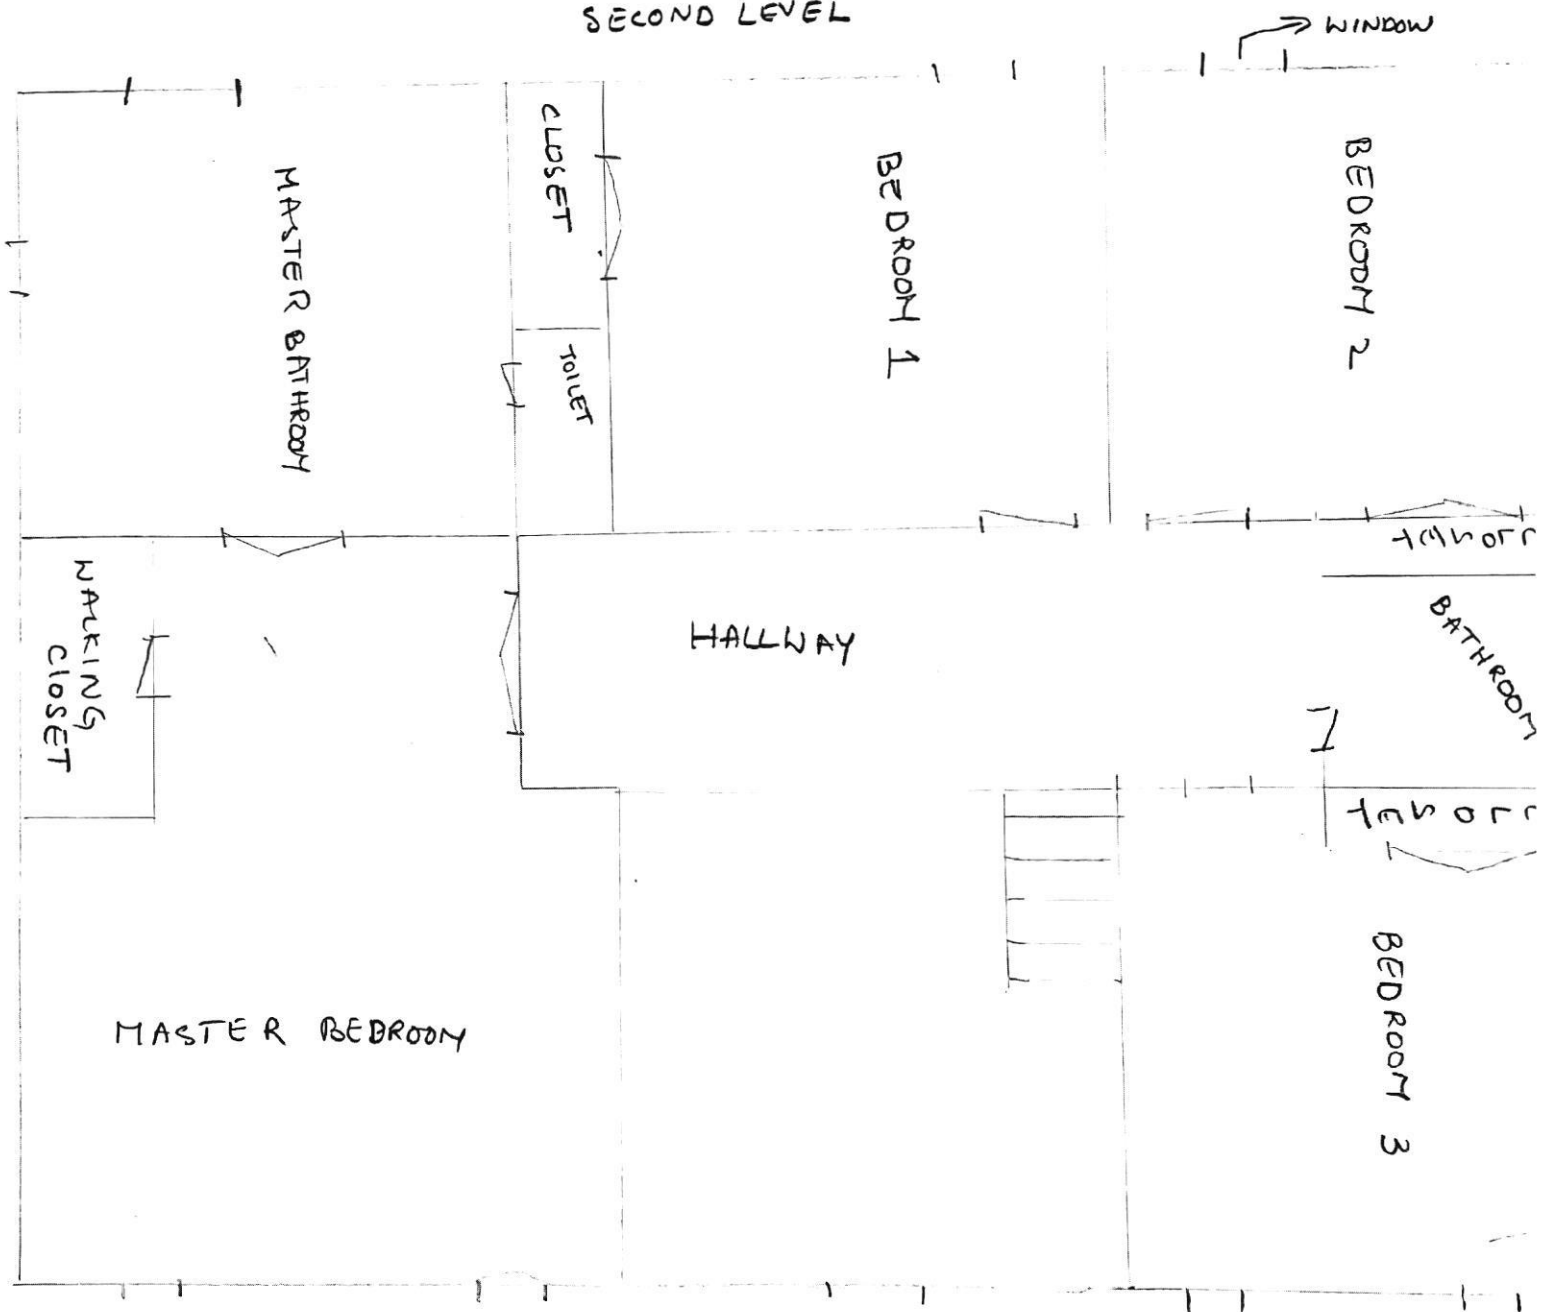 SECOND LEVEL
WINDOW
CLOSET
MASTER BATHROOM
BEDROOM 1
BEDROOM 2
TOILET
WALKING
CLOSET
HALLWAY
BATHROOM
MASTER BEDROOM
BEDROOM 3